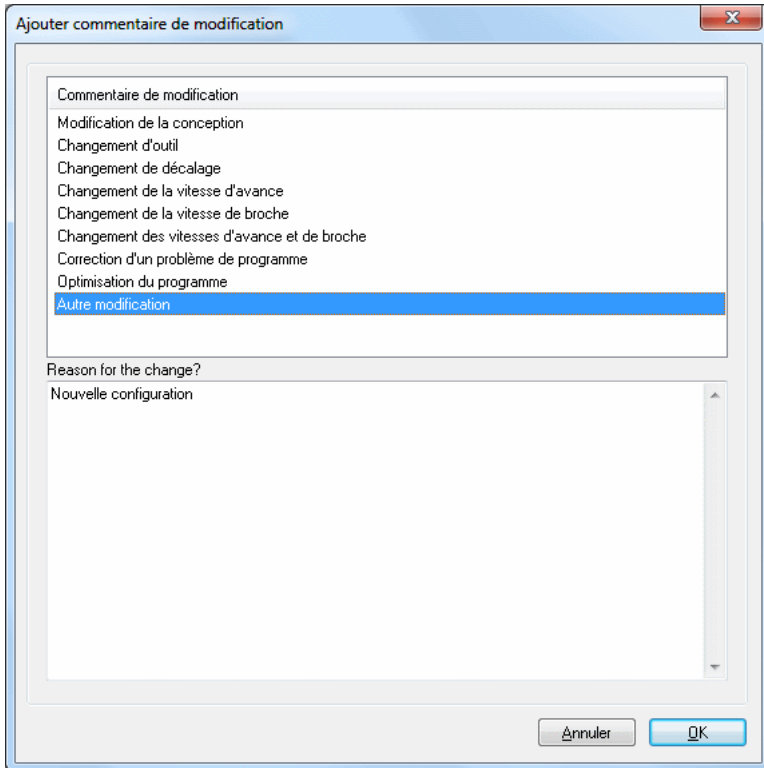 Ajouter commentaire de modification
Commentaire de modification
Modification de la conception
Changement d'outil
Changement de décalage
Changement de la vitesse d'avance
Changement de la vitesse de broche
Changement des vitesses d'avance et de broche
Correction d'un problème de programme
Optimisation du programme
Autre modification
Reason for the change?
Nouvelle configuration
Annuler
OK